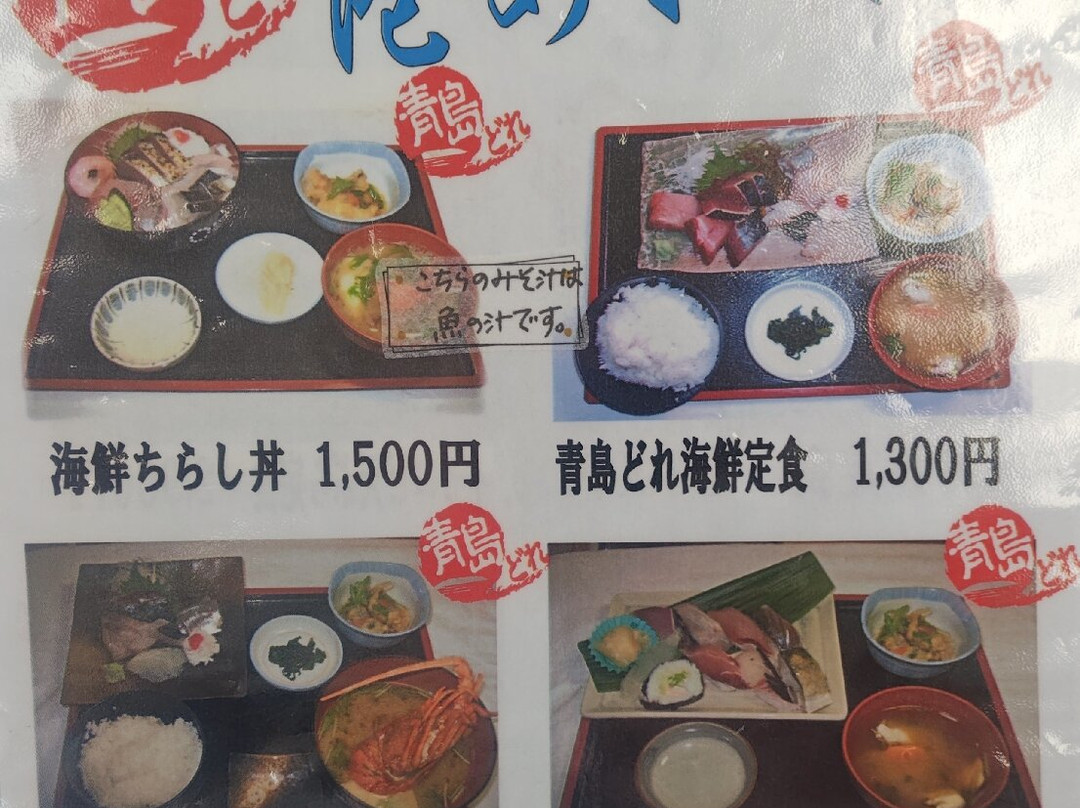 青島どれ
青島どれ
こちらのみそ汁は
魚の汁です。
海鮮ちらし丼 1,500円
青島どれ海鮮定食 1,300円
青島どれ
青島どれ